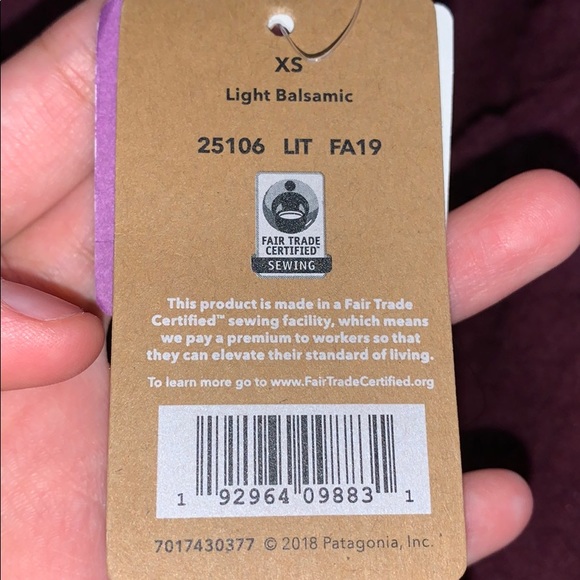 XS
Light Balsamic
25106 LIT FA19
FAIR TRADE
CERTIFIED™
SEWING
This product is made in a Fair Trade
Certified™ sewing facility, which means
we pay a premium to workers so that
they can elevate their standard of living.
To learn more go to www.FairTradeCertified.org
1 92964 09883 1
7017430377 © 2018 Patagonia, Inc.